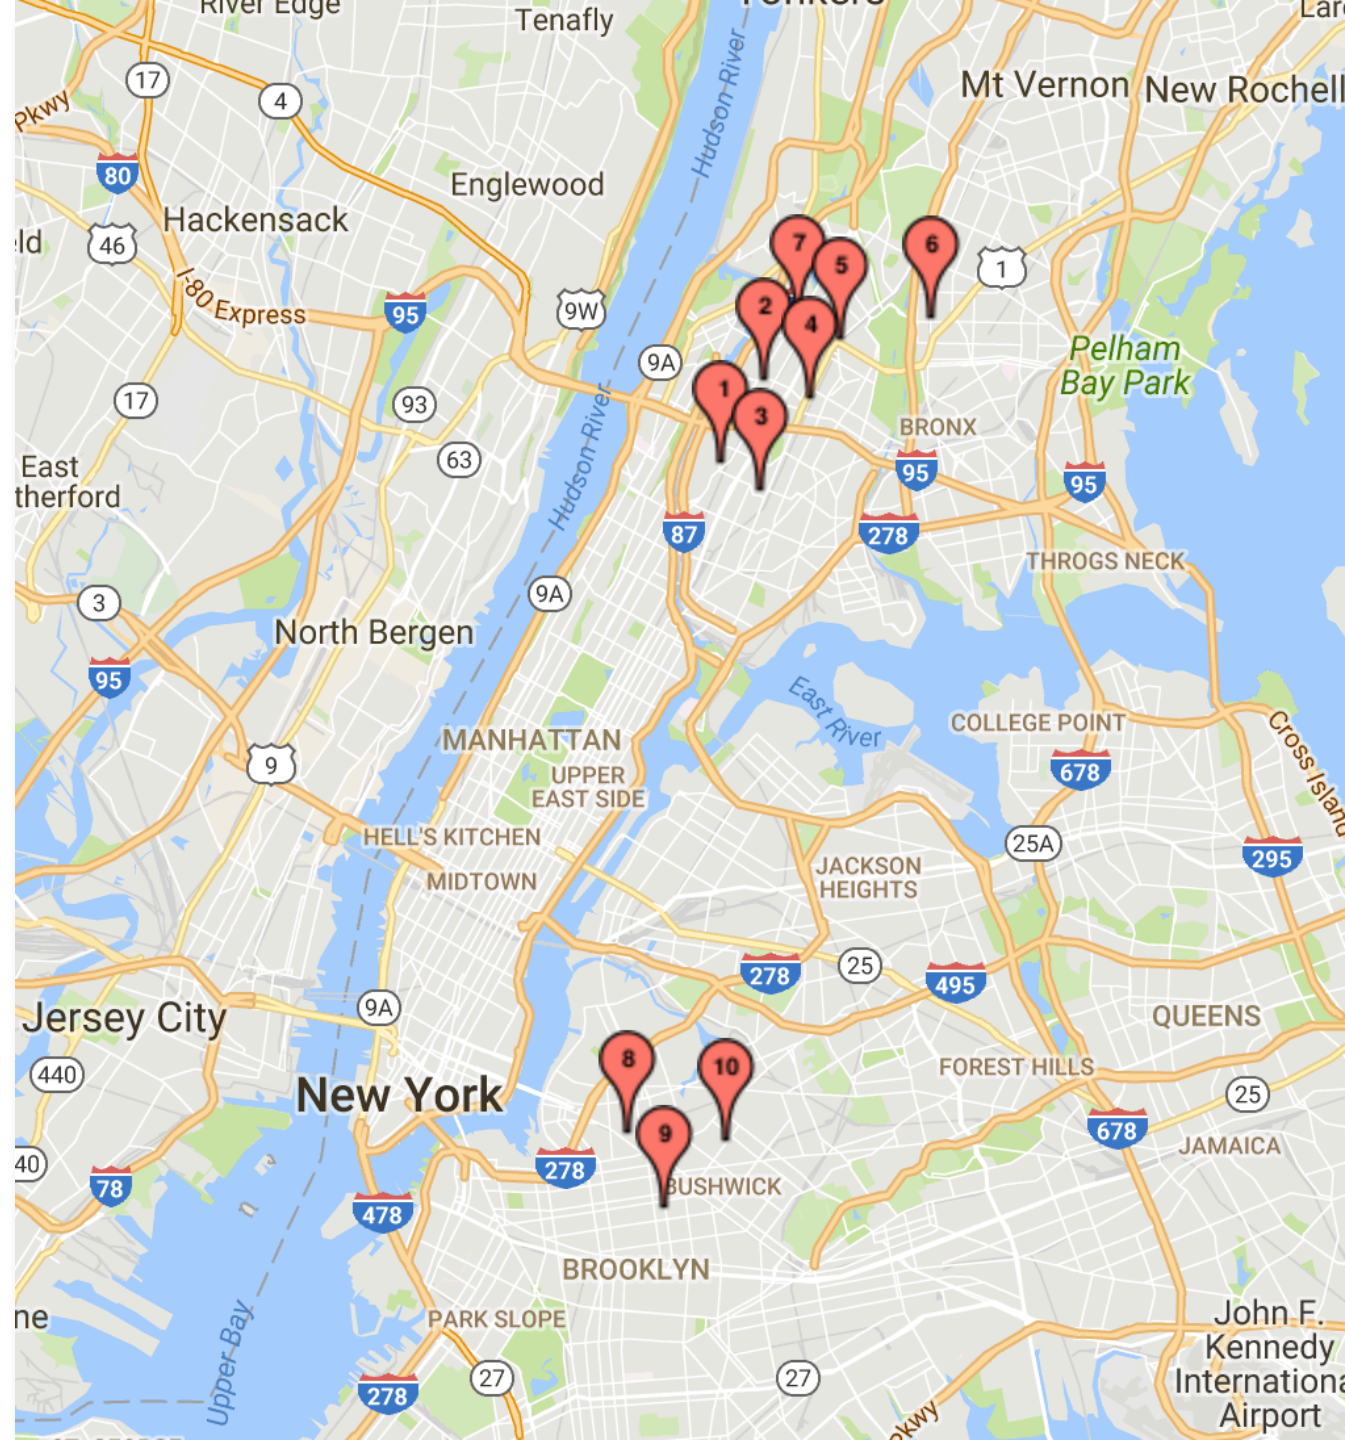 River Edge
Tenafly
Yonkers
Lar
17
4
Mt Vernon
New Rochell
Pkwy
Hudson River
80
Englewood
Hackensack
eld
46
7
5
6
1
I-80 Express
95
9W
2
4
9A
Pelham
Bay Park
17
93
1
3
BRONX
63
East
therford
Hudson River
95
95
87
278
THROGS NECK
3
9A
North Bergen
95
East River
COLLEGE POINT
Cross Island
MANHATTAN
9
UPPER
EAST SIDE
678
HELL'S KITCHEN
25A
295
MIDTOWN
JACKSON
HEIGHTS
278
25
495
9A
Jersey City
QUEENS
8
10
440
FOREST HILLS
New York
25
9
678
JAMAICA
40
278
78
BUSHWICK
478
BROOKLYN
ne
PARK SLOPE
John F.
Kennedy
Internationa
Airport
Upper Bay
27
27
278
Pkwy